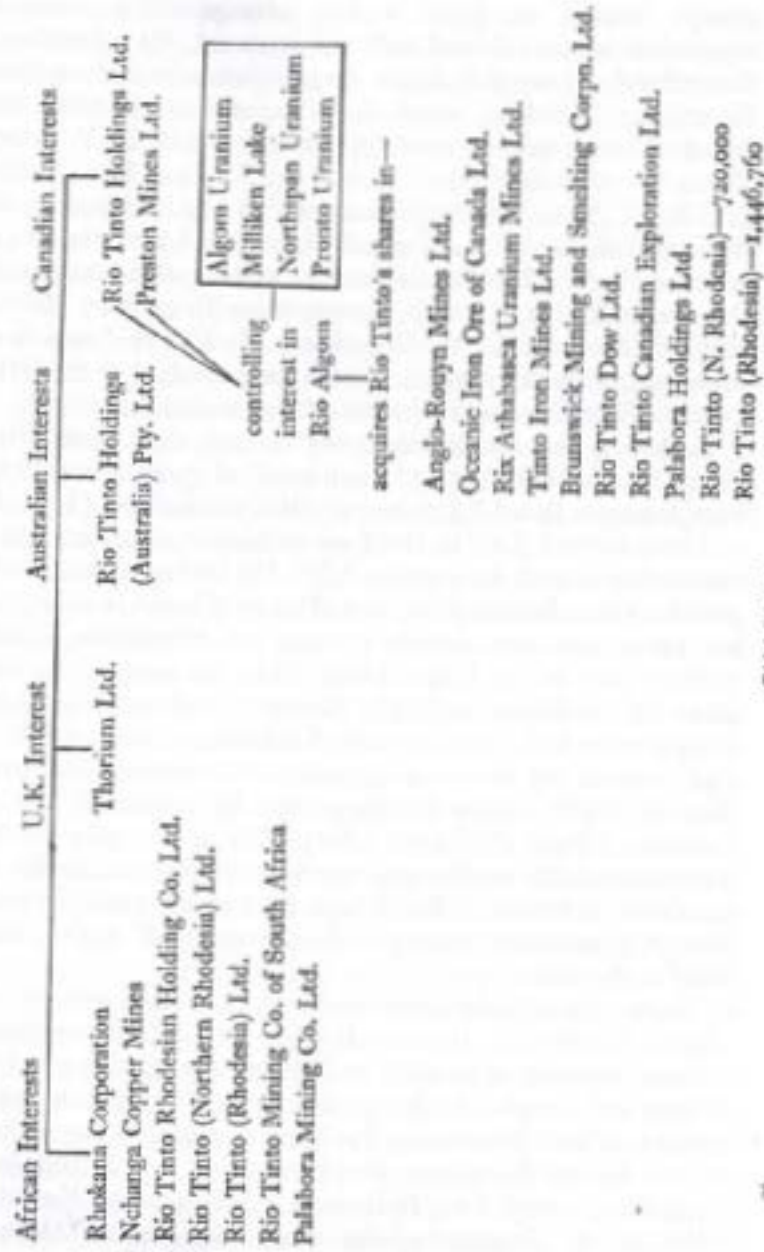 African Interests
U.K. Interest
Australian Interests
Canadian Interests
Rhokana Corporation
Nchanga Copper Mines
Rio Tinto Rhodesian Holding Co. Ltd.
Rio Tinto (Northern Rhodesia) Ltd.
Rio Tinto (Rhodesia) Ltd.
Rio Tinto Mining Co. of South Africa
Palabora Mining Co. Ltd.
Thorium Ltd.
Rio Tinto Holdings
(Australia) Pty. Ltd.
Rio Tinto Holdings Ltd.
Preston Mines Ltd.
controlling
interest in
Rio Algom
Algom Uranium
Milliken Lake
Northspan Uranium
Pronto Uranium
acquires Rio Tinto's shares in—
Anglo-Rouyn Mines Ltd.
Oceanic Iron Ore of Canada Ltd.
Rix Athabasca Uranium Mines Ltd.
Tinto Iron Mines Ltd.
Brunswick Mining and Smelting Corpn. Ltd.
Rio Tinto Dow Ltd.
Rio Tinto Canadian Exploration Ltd.
Palabora Holdings Ltd.
Rio Tinto (N. Rhodesia)—720,000
Rio Tinto (Rhodesia)—1,446,760